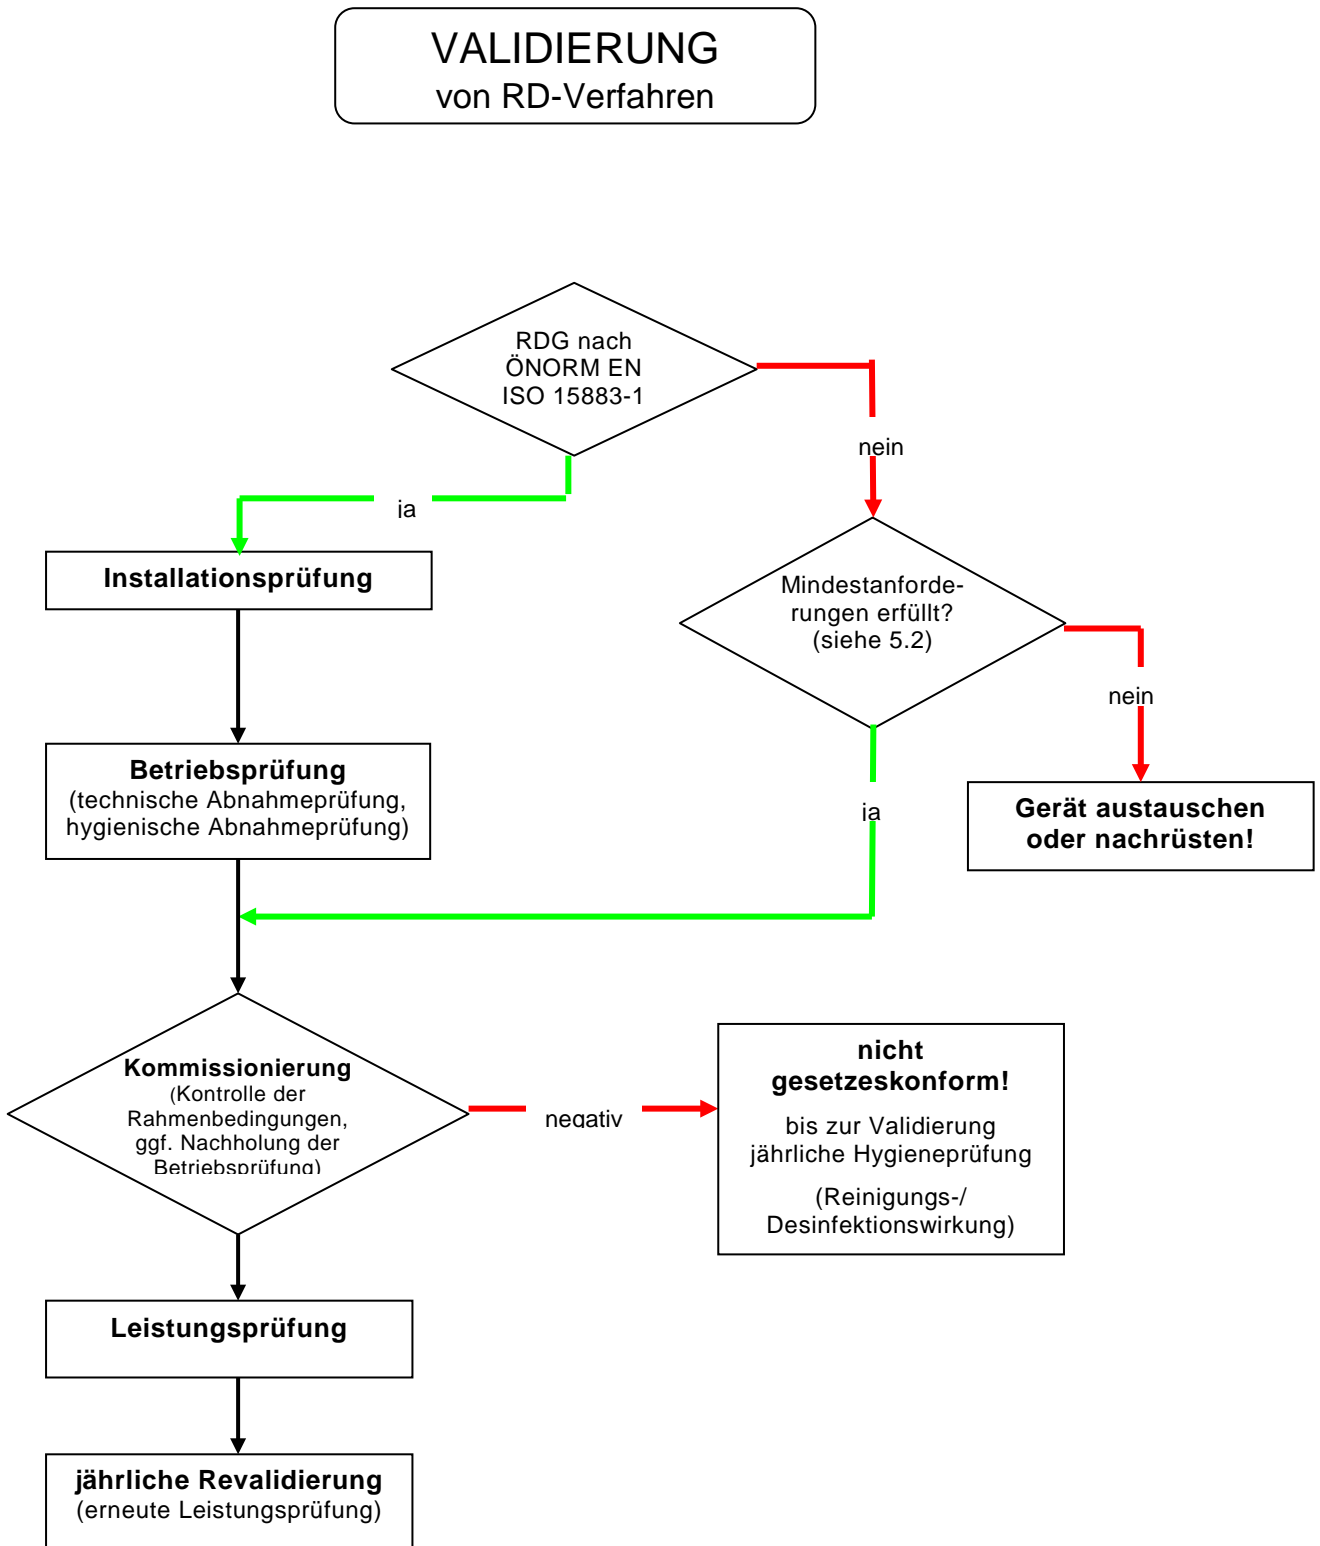 VALIDIERUNG
von RD-Verfahren
RDG nach
ÖNORM EN
ISO 15883-1
nein
ja
Installationsprüfung
Mindestanforde-
rungen erfüllt?
(siehe 5.2)
nein
Betriebsprüfung
(technische Abnahmeprüfung,
hygienische Abnahmeprüfung)
ja
Gerät austauschen
oder nachrüsten!
Kommissionierung
(Kontrolle der
Rahmenbedingungen,
ggf. Nachholung der
Betriebsprüfung)
negativ
nicht
gesetzeskonform!
bis zur Validierung
jährliche Hygieneprüfung
(Reinigungs-/
Desinfektionswirkung)
Leistungsprüfung
jährliche Revalidierung
(erneute Leistungsprüfung)